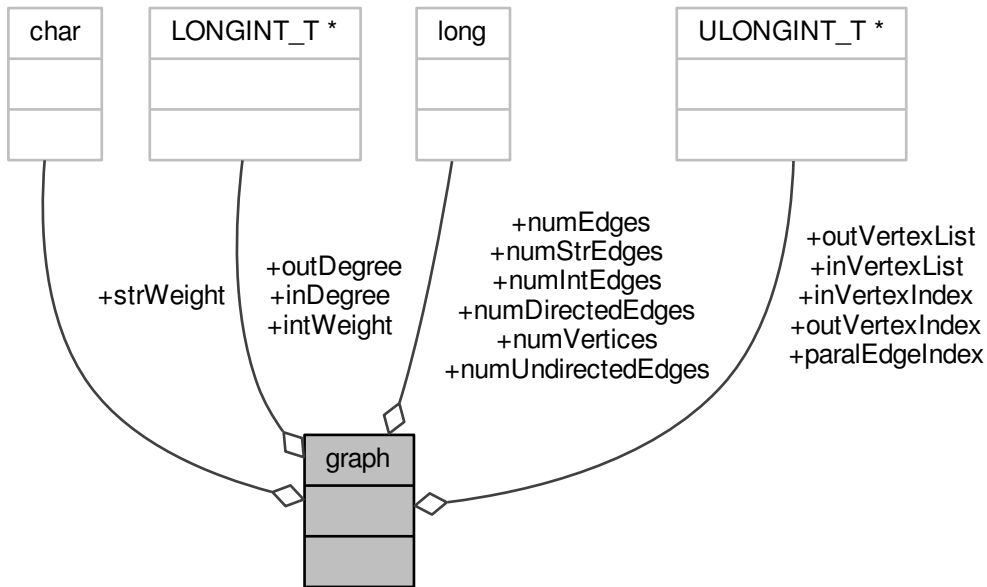 char
LONGINT_T *
long
ULONGINT_T *
+strWeight
+outDegree
+inDegree
+intWeight
+numEdges
+numStrEdges
+numIntEdges
+numDirectedEdges
+numVertices
+numUndirectedEdges
+outVertexList
+inVertexList
+inVertexIndex
+outVertexIndex
+paralEdgeIndex
graph